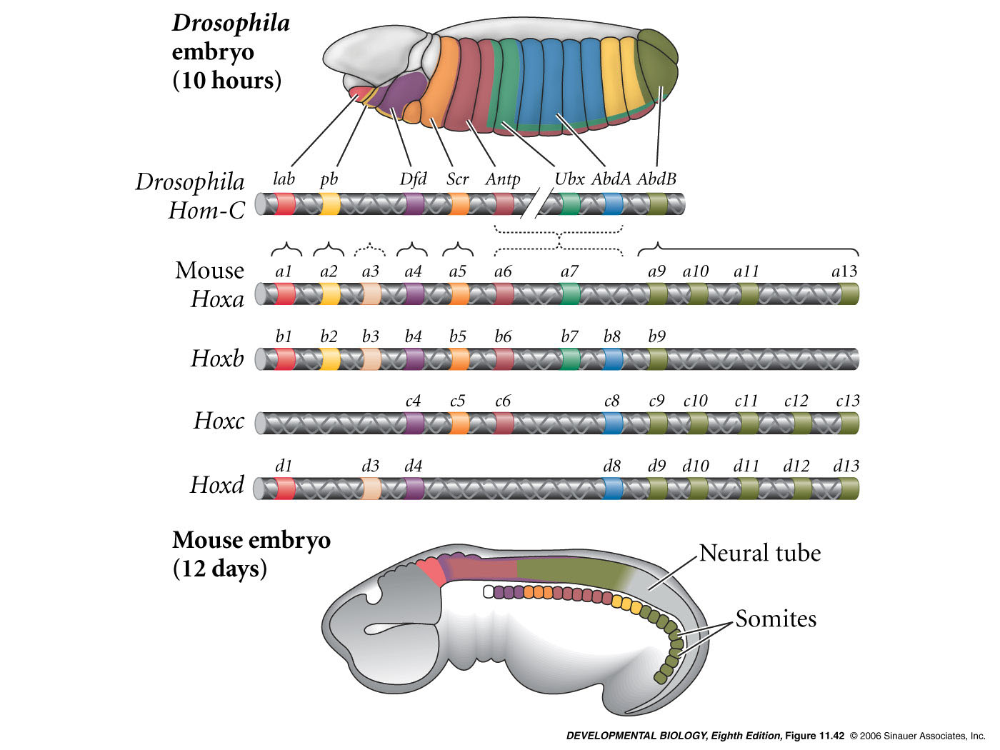 Drosophila
embryo
(10 hours)
Drosophila
Hom-C
lab pb Dfd Scr Antp Ubx AbdA AbdB
Mouse
Hoxa
a1 a2 a3 a4 a5 a6 a7 a9 a10 a11 a13
Hoxb
b1 b2 b3 b4 b5 b6 b7 b8 b9
Hoxc
c4 c5 c6 c8 c9 c10 c11 c12 c13
Hoxd
d1 d3 d4 d8 d9 d10 d11 d12 d13
Mouse embryo
(12 days)
Neural tube
Somites
DEVELOPMENTAL BIOLOGY, Eighth Edition, Figure 11.42 © 2006 Sinauer Associates, Inc.